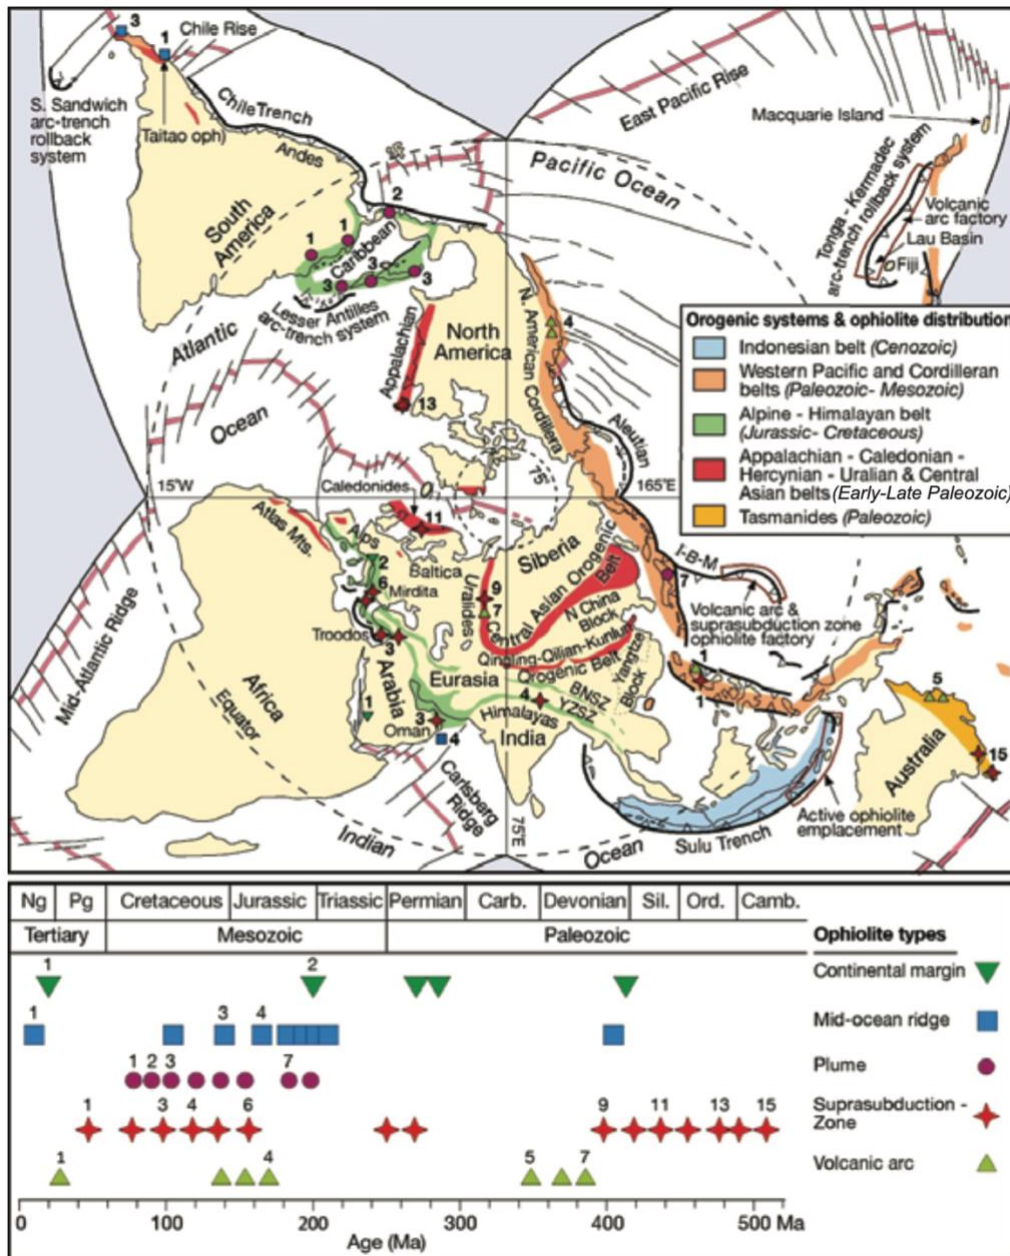 3
1
Chile Rise
S. Sandwich
arc-trench
rollback
system
Taitao oph)
Chile Trench
Andes
East Pacific Rise
Macquarie Island
Pacific Ocean
Tonga - Kermadec
arc-trench rollback system
Volcanic
arc factory
Lau Basin
Fiji
South
America
2
1
1
Caribbean
3
3
3
Lesser Antilles
arc-trench system
Atlantic
Ocean
Appalachian
13
North
America
N. American Cordillera
4
Aleutian
Orogenic systems & ophiolite distribution
Indonesian belt (Cenozoic)
Western Pacific and Cordilleran
belts (Paleozoic- Mesozoic)
Alpine - Himalayan belt
(Jurassic- Cretaceous)
Appalachian - Caledonian -
Hercynian - Uralian & Central
Asian belts (Early-Late Paleozoic)
Tasmanides (Paleozoic)
15°W
Caledonides
75°
165°E
11
Atlas Mts.
Alps
2
6
Mirdita
Baltica
Troodos
3
Uralides
9
7
Siberia
Central Asian Orogenic
Belt
N China
Block
Qingling-Qilian-Kunlun
Orogenic Belt
Yangtze
Block
I-B-M
7
Volcanic arc &
suprasubduction zone
ophiolite factory
Mid-Atlantic Ridge
Africa
Equator
Arabia
1
Oman
3
4
Eurasia
BNSZ
YZSZ
4
Himalayas
India
1
1
5
15
Australia
Carlsberg
Ridge
Indian
Ocean
75°E
Sulu Trench
Active ophiolite
emplacement
Ng Pg Cretaceous Jurassic Triassic Permian Carb. Devonian Sil. Ord. Camb.
Tertiary Mesozoic Paleozoic
Ophiolite types
1 2
Continental margin
1 3 4
Mid-ocean ridge
1 2 3 7
Plume
1 3 4 6 9 11 13 15
Suprasubduction -
Zone
1 4 5 7
Volcanic arc
0 100 200 300 400 500 Ma
Age (Ma)